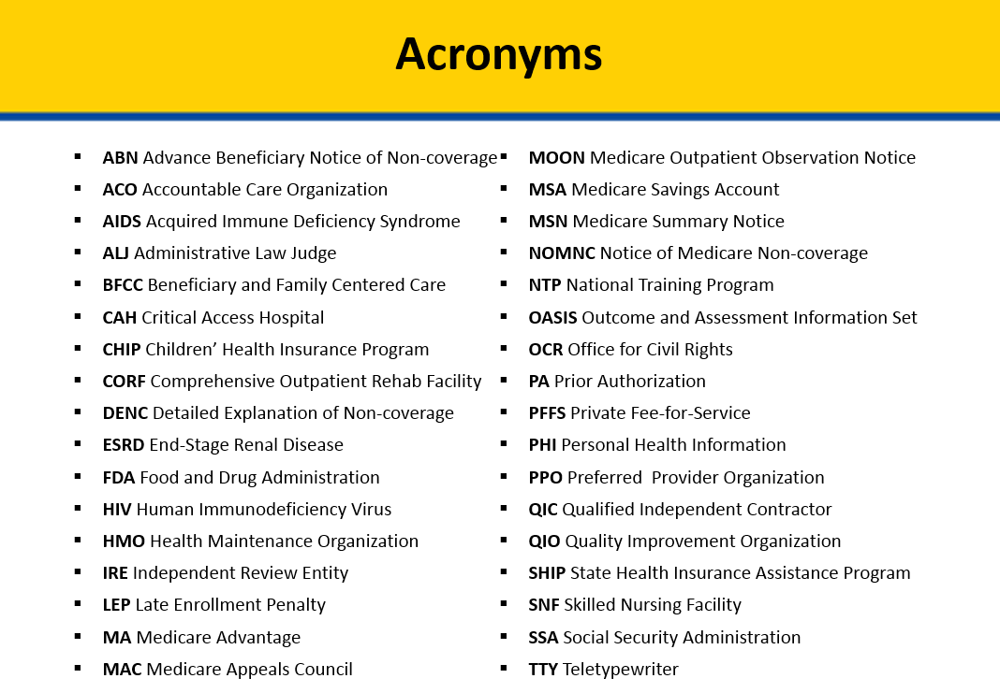 Acronyms
▪ ABN Advance Beneficiary Notice of Non-coverage
▪ ACO Accountable Care Organization
▪ AIDS Acquired Immune Deficiency Syndrome
▪ ALJ Administrative Law Judge
▪ BFCC Beneficiary and Family Centered Care
▪ CAH Critical Access Hospital
▪ CHIP Children’ Health Insurance Program
▪ CORF Comprehensive Outpatient Rehab Facility
▪ DENC Detailed Explanation of Non-coverage
▪ ESRD End-Stage Renal Disease
▪ FDA Food and Drug Administration
▪ HIV Human Immunodeficiency Virus
▪ HMO Health Maintenance Organization
▪ IRE Independent Review Entity
▪ LEP Late Enrollment Penalty
▪ MA Medicare Advantage
▪ MAC Medicare Appeals Council
▪ MOON Medicare Outpatient Observation Notice
▪ MSA Medicare Savings Account
▪ MSN Medicare Summary Notice
▪ NOMNC Notice of Medicare Non-coverage
▪ NTP National Training Program
▪ OASIS Outcome and Assessment Information Set
▪ OCR Office for Civil Rights
▪ PA Prior Authorization
▪ PFFS Private Fee-for-Service
▪ PHI Personal Health Information
▪ PPO Preferred  Provider Organization
▪ QIC Qualified Independent Contractor
▪ QIO Quality Improvement Organization
▪ SHIP State Health Insurance Assistance Program
▪ SNF Skilled Nursing Facility
▪ SSA Social Security Administration
▪ TTY Teletypewriter